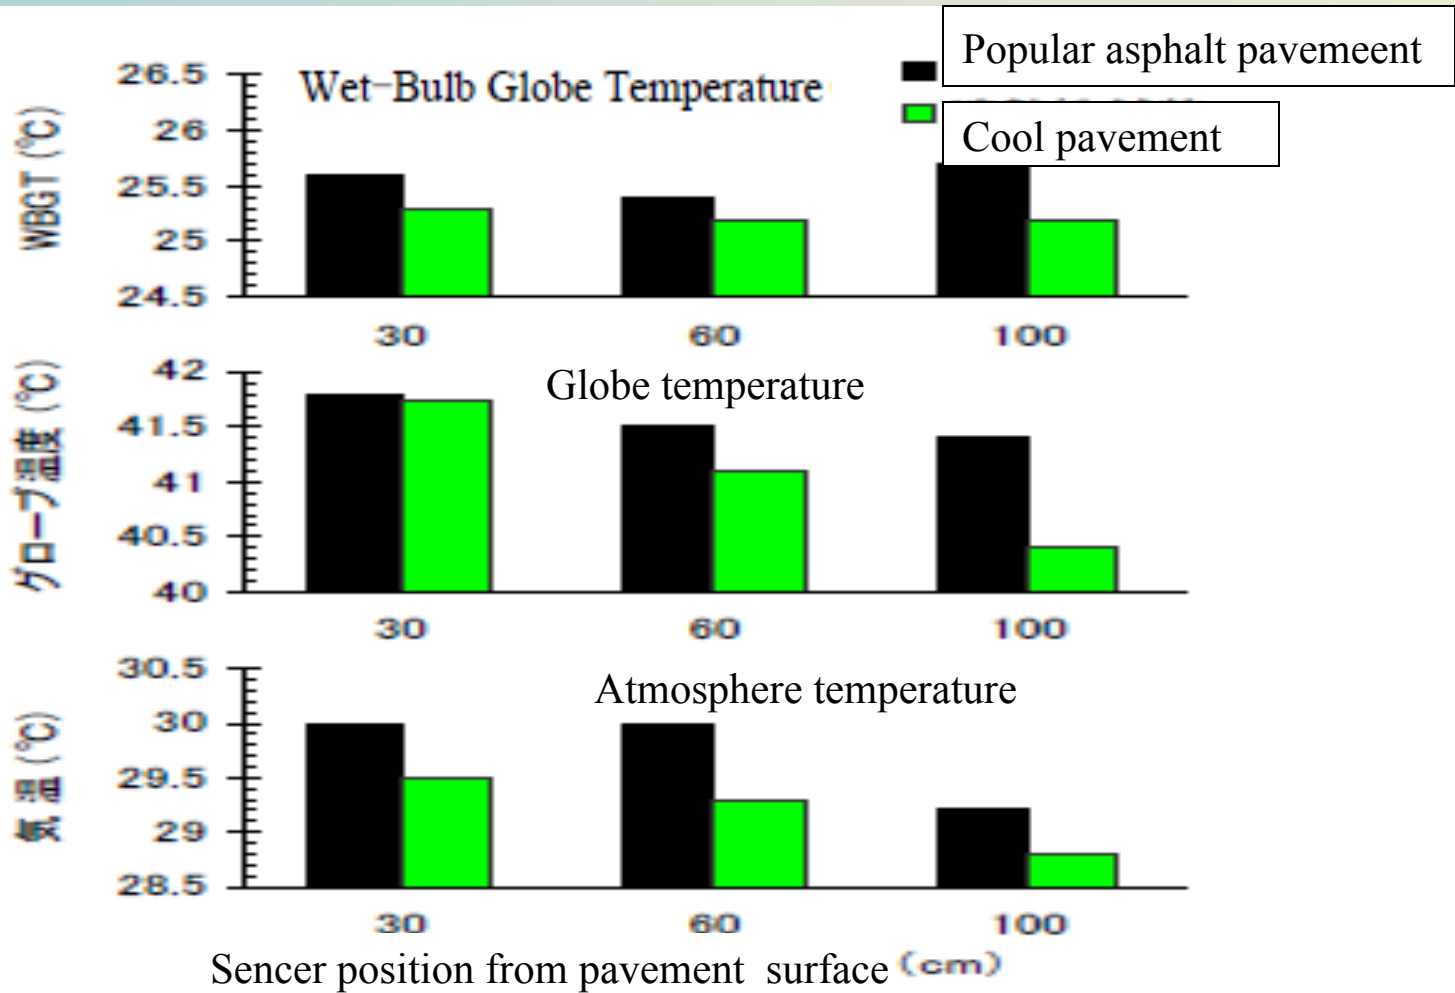 Popular asphalt pavemeent
Cool pavement
Wet-Bulb Globe Temperature
WBGT (℃)
26.5
26
25.5
25
24.5
30 60 100
Globe temperature
グローブ温度 (℃)
42
41.5
41
40.5
40
30 60 100
Atmosphere temperature
気温 (℃)
30.5
30
29.5
29
28.5
30 60 100
Sencer position from pavement surface (cm)